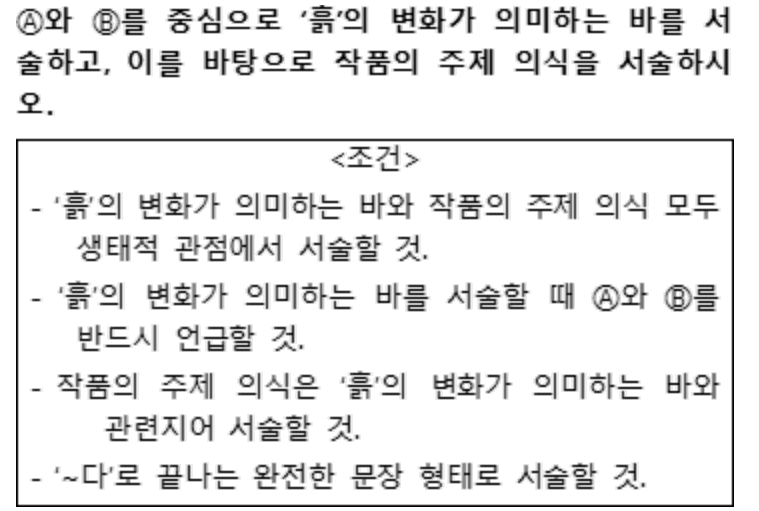 Ⓐ와 Ⓑ를 중심으로 '흙'의 변화가 의미하는 바를 서
술하고, 이를 바탕으로 작품의 주제 의식을 서술하시
오.
<조건>
- '흙'의 변화가 의미하는 바와 작품의 주제 의식 모두
생태적 관점에서 서술할 것.
- '흙'의 변화가 의미하는 바를 서술할 때 Ⓐ와 Ⓑ를
반드시 언급할 것.
- 작품의 주제 의식은 '흙'의 변화가 의미하는 바와
관련지어 서술할 것.
- '~다'로 끝나는 완전한 문장 형태로 서술할 것.